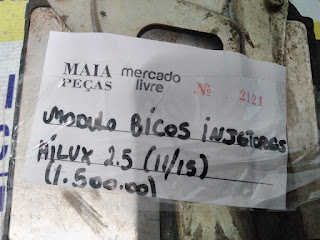 MAIA mercado
PEÇAS livre Nº 2121
MODULO BICOS INJETORES
HILUX 2.5 (11/15)
(1.500.00)